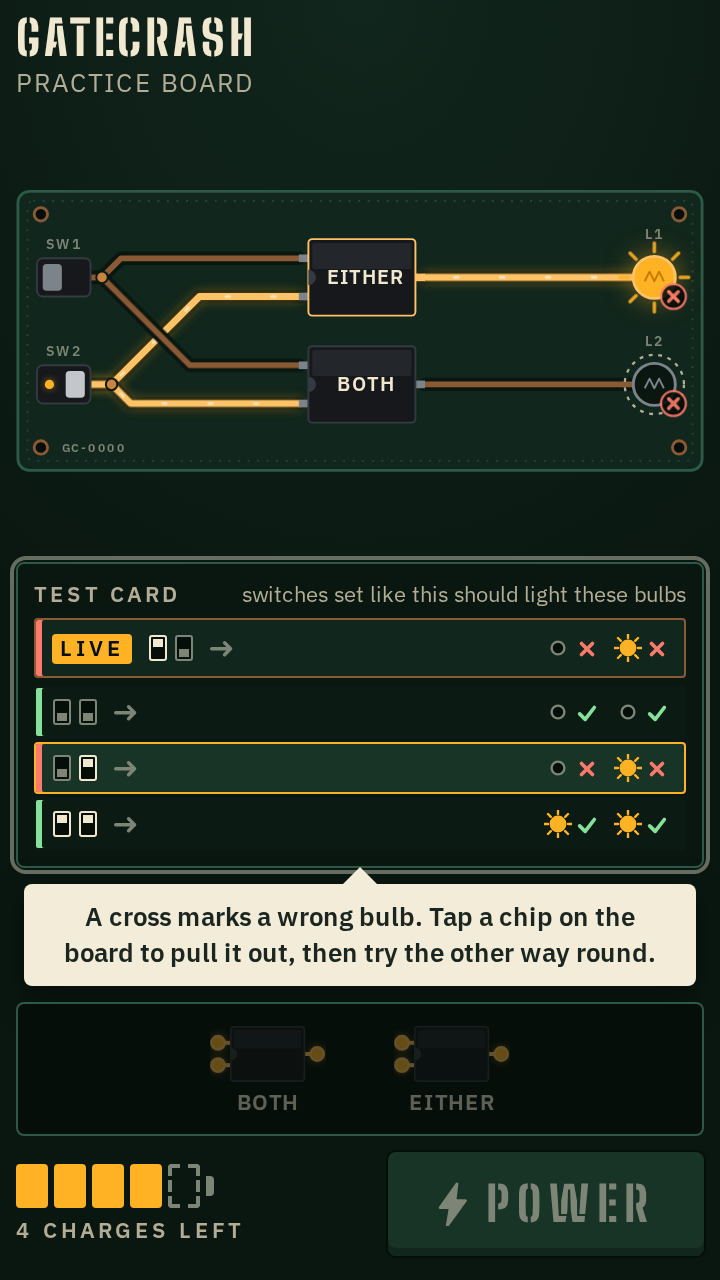 GATECRASH
PRACTICE BOARD
SW1
L1
EITHER
SW2
L2
BOTH
GC-0000
TEST CARD switches set like this should light these bulbs
LIVE
A cross marks a wrong bulb. Tap a chip on the
board to pull it out, then try the other way round.
BOTH EITHER
POWER
4 CHARGES LEFT